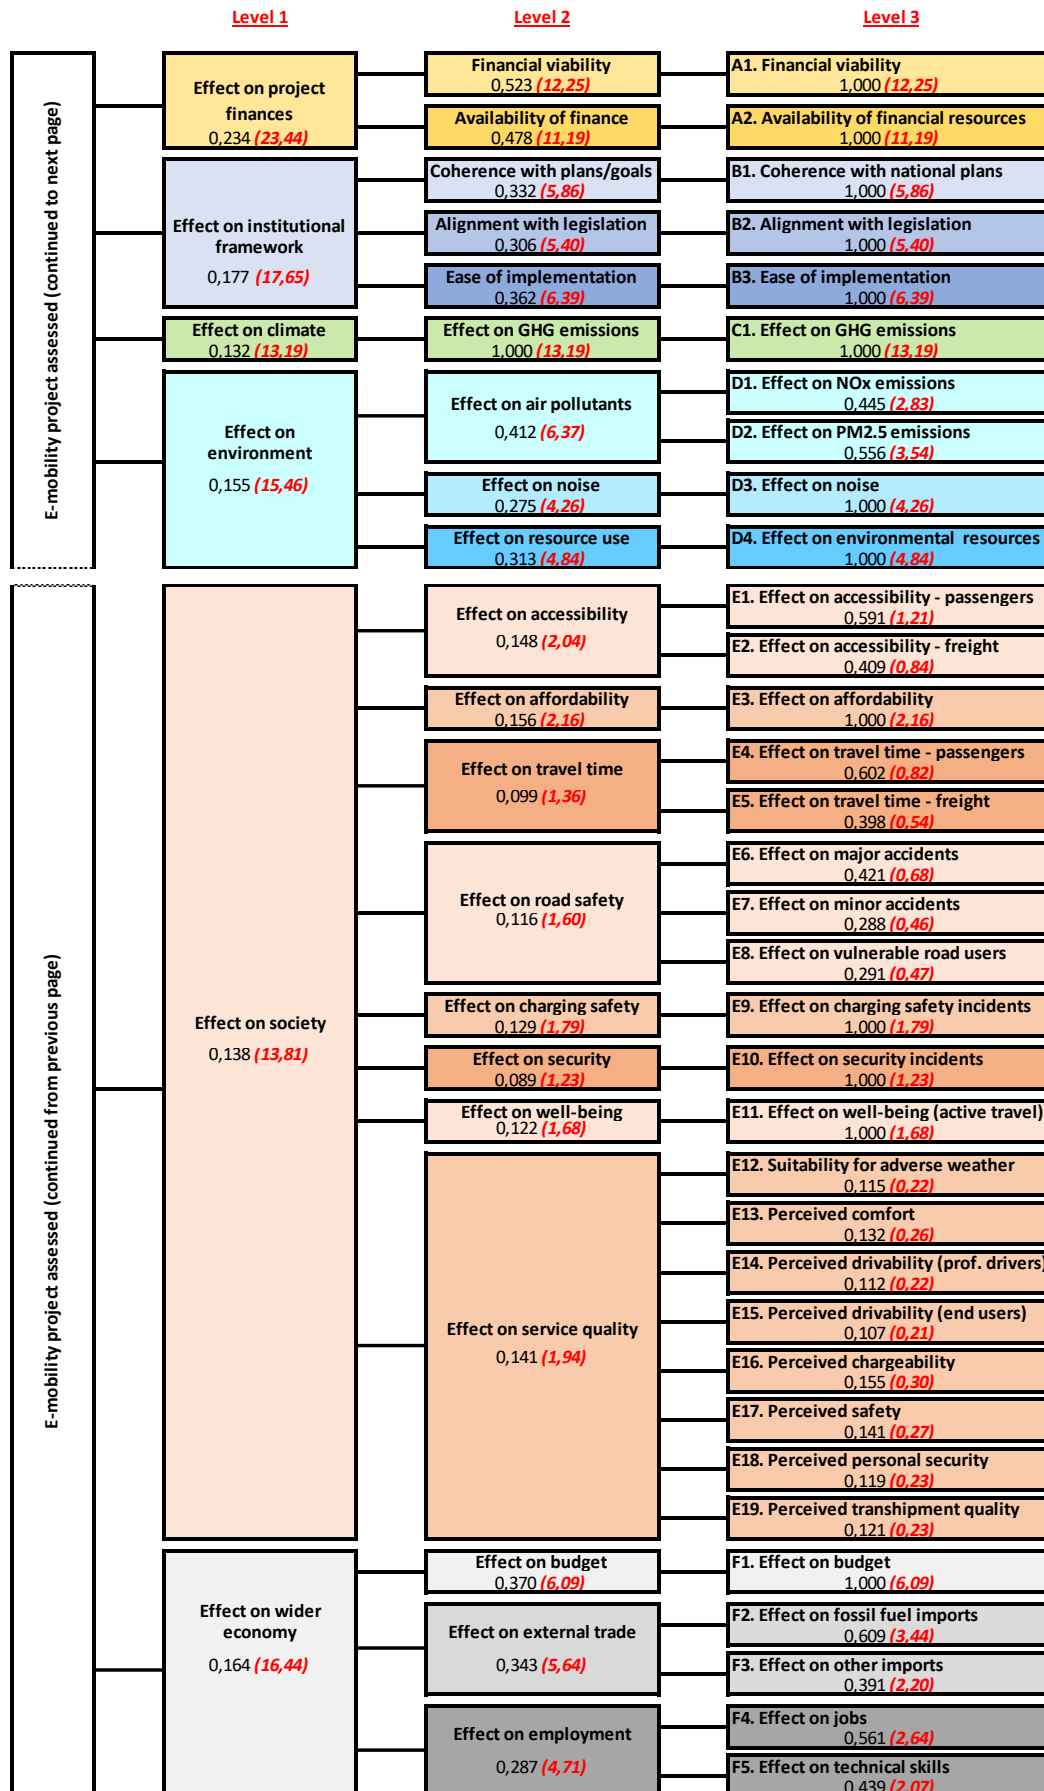 Level 1
Level 2
Level 3
E-mobility project assessed (continued to next page)
Effect on project
finances
0,234 (23,44)
Financial viability
0,523 (12,25)
A1. Financial viability
1,000 (12,25)
Availability of finance
0,478 (11,19)
A2. Availability of financial resources
1,000 (11,19)
Effect on institutional
framework
0,177 (17,65)
Coherence with plans/goals
0,332 (5,86)
B1. Coherence with national plans
1,000 (5,86)
Alignment with legislation
0,306 (5,40)
B2. Alignment with legislation
1,000 (5,40)
Ease of implementation
0,362 (6,39)
B3. Ease of implementation
1,000 (6,39)
Effect on climate
0,132 (13,19)
Effect on GHG emissions
1,000 (13,19)
C1. Effect on GHG emissions
1,000 (13,19)
Effect on
environment
0,155 (15,46)
Effect on air pollutants
0,412 (6,37)
D1. Effect on NOx emissions
0,445 (2,83)
D2. Effect on PM2.5 emissions
0,556 (3,54)
Effect on noise
0,275 (4,26)
D3. Effect on noise
1,000 (4,26)
Effect on resource use
0,313 (4,84)
D4. Effect on environmental  resources
1,000 (4,84)
E-mobility project assessed (continued from previous page)
Effect on society
0,138 (13,81)
Effect on accessibility
0,148 (2,04)
E1. Effect on accessibility - passengers
0,591 (1,21)
E2. Effect on accessibility - freight
0,409 (0,84)
Effect on affordability
0,156 (2,16)
E3. Effect on affordability
1,000 (2,16)
Effect on travel time
0,099 (1,36)
E4. Effect on travel time - passengers
0,602 (0,82)
E5. Effect on travel time - freight
0,398 (0,54)
Effect on road safety
0,116 (1,60)
E6. Effect on major accidents
0,421 (0,68)
E7. Effect on minor accidents
0,288 (0,46)
E8. Effect on vulnerable road users
0,291 (0,47)
Effect on charging safety
0,129 (1,79)
E9. Effect on charging safety incidents
1,000 (1,79)
Effect on security
0,089 (1,23)
E10. Effect on security incidents
1,000 (1,23)
Effect on well-being
0,122 (1,68)
E11. Effect on well-being (active travel)
1,000 (1,68)
Effect on service quality
0,141 (1,94)
E12. Suitability for adverse weather
0,115 (0,22)
E13. Perceived comfort
0,132 (0,26)
E14. Perceived drivability (prof. drivers)
0,112 (0,22)
E15. Perceived drivability (end users)
0,107 (0,21)
E16. Perceived chargeability
0,155 (0,30)
E17. Perceived safety
0,141 (0,27)
E18. Perceived personal security
0,119 (0,23)
E19. Perceived transhipment quality
0,121 (0,23)
Effect on wider
economy
0,164 (16,44)
Effect on budget
0,370 (6,09)
F1. Effect on budget
1,000 (6,09)
Effect on external trade
0,343 (5,64)
F2. Effect on fossil fuel imports
0,609 (3,44)
F3. Effect on other imports
0,391 (2,20)
Effect on employment
0,287 (4,71)
F4. Effect on jobs
0,561 (2,64)
F5. Effect on technical skills
0,439 (2,07)